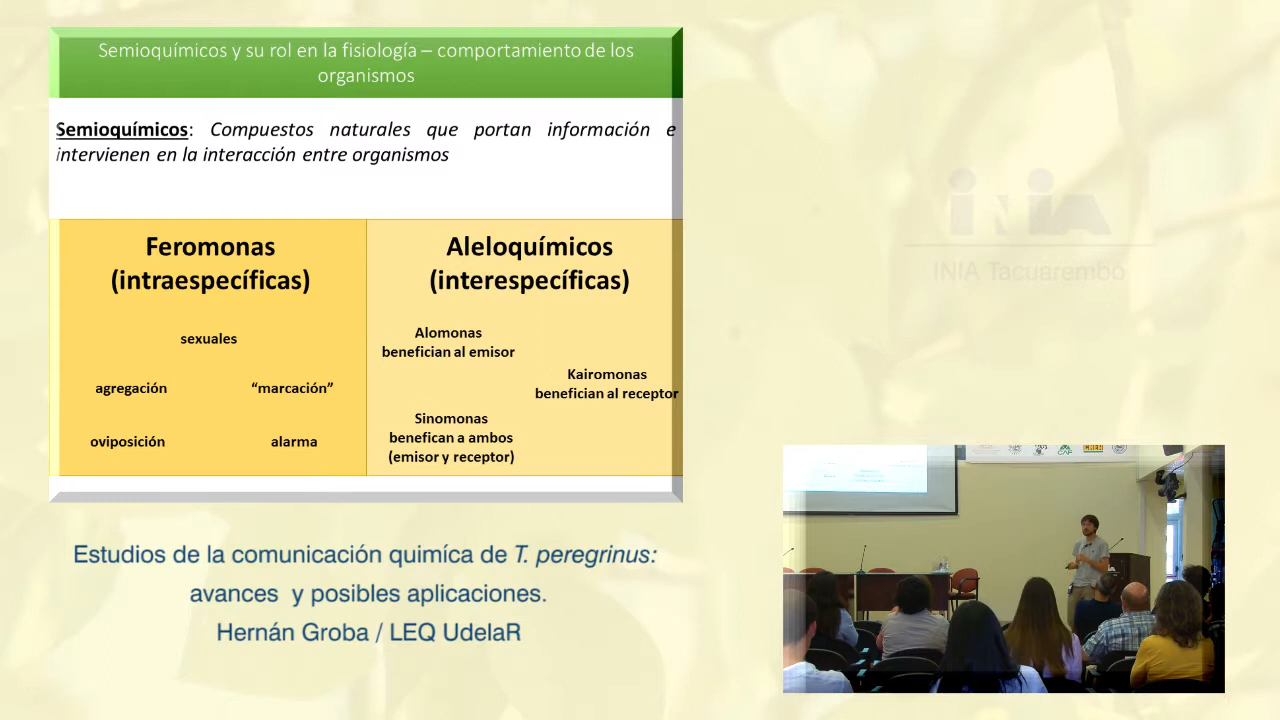 Semioquímicos y su rol en la fisiología – comportamiento de los
organismos
Semioquímicos: Compuestos naturales que portan información e
intervienen en la interacción entre organismos
Feromonas
(intraespecíficas)
sexuales
agregación
“marcación”
oviposición
alarma
Aleloquímicos
(interespecíficas)
Alomonas
benefician al emisor
Kairomonas
benefician al receptor
Sinomonas
benefican a ambos
(emisor y receptor)
INIA
INIA Tacuarembo
Estudios de la comunicación quimíca de T. peregrinus:
avances y posibles aplicaciones.
Hernán Groba / LEQ UdelaR